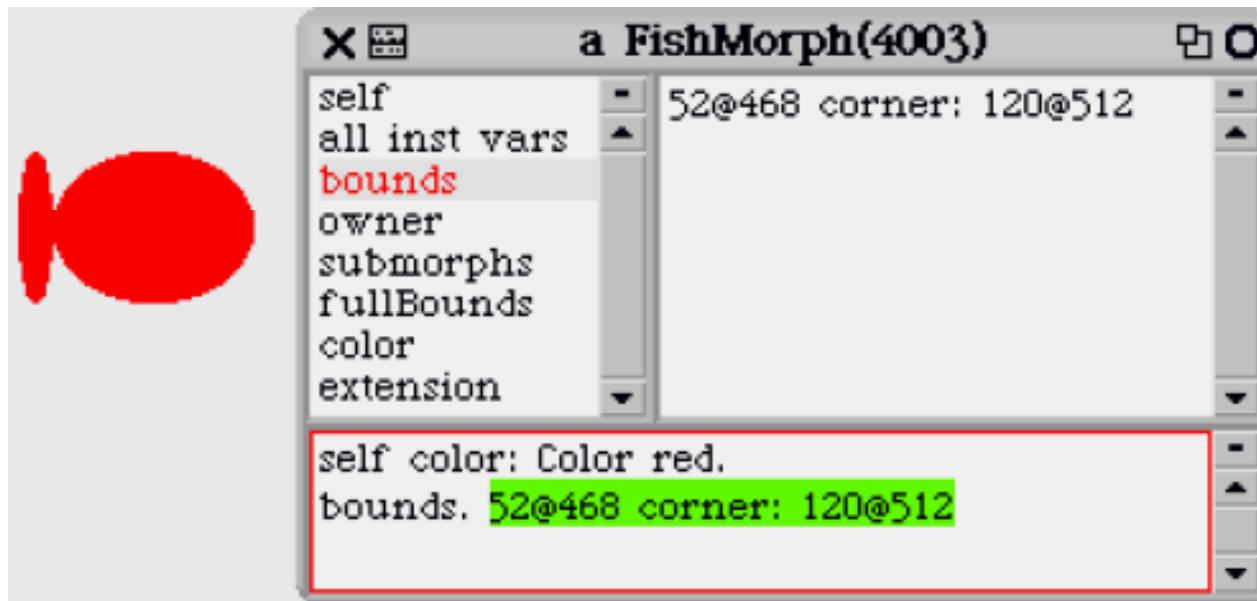 a FishMorph(4003)
self
all inst vars
bounds
owner
submorphs
fullBounds
color
extension
52@468 corner: 120@512
self color: Color red.
bounds. 52@468 corner: 120@512